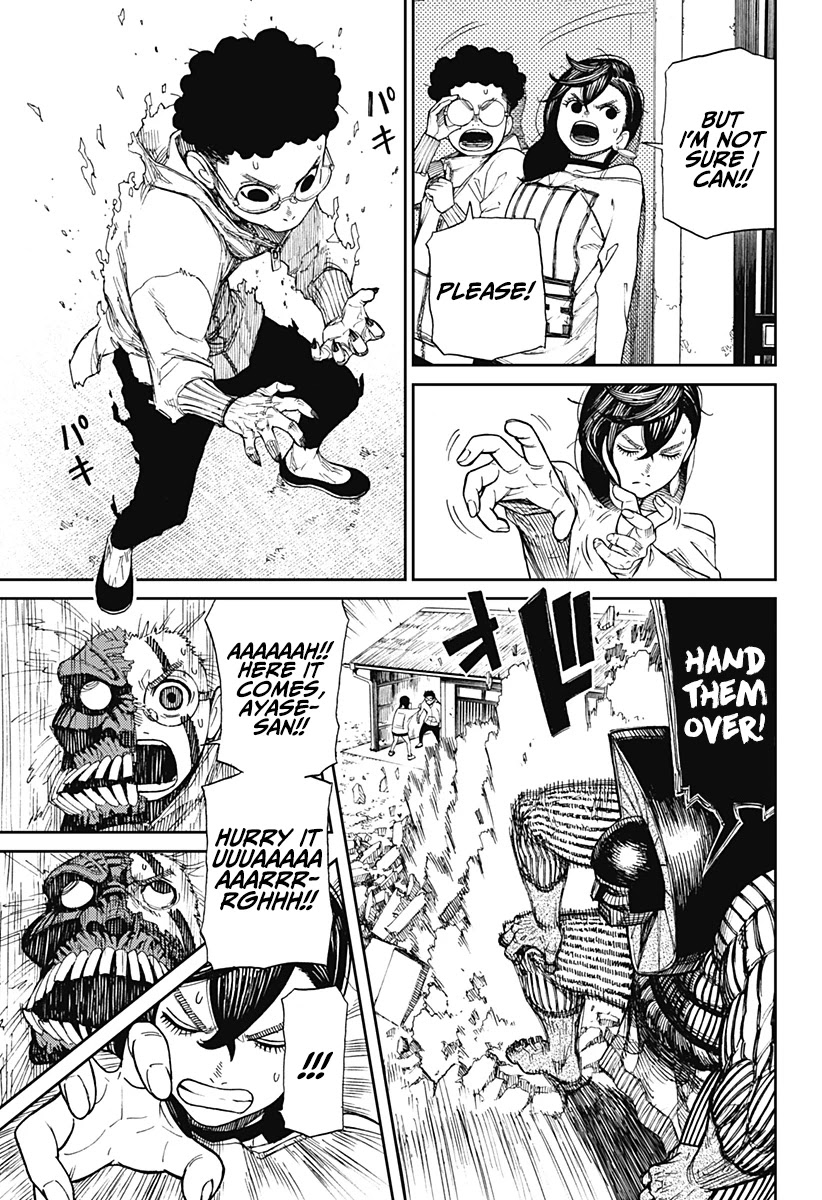 BUT
I'M NOT
SURE I
CAN!!
PLEASE!
パキ
パキ
HAND
THEM
OVER!
ドォ
AAAAAAH!!
HERE IT
COMES,
AYASE-
SAN!!
HURRY IT
UUUAAAAA
AAARRR-
RGHHH!!
!!!